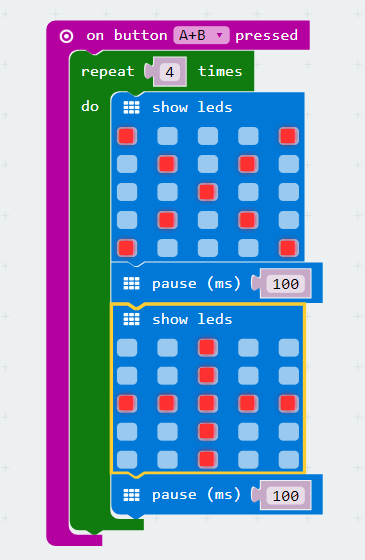 on button A+B pressed
repeat 4 times
do show leds
pause (ms) 100
show leds
pause (ms) 100